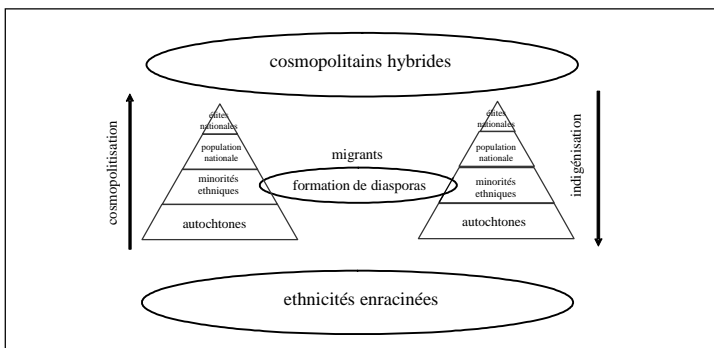 cosmopolitains hybrides
cosmopolitisation
élites
nationales
population
nationale
minorités
ethniques
autochtones
migrants
formation de diasporas
élites
nationales
population
nationale
minorités
ethniques
autochtones
indigénisation
ethnicités enracinées